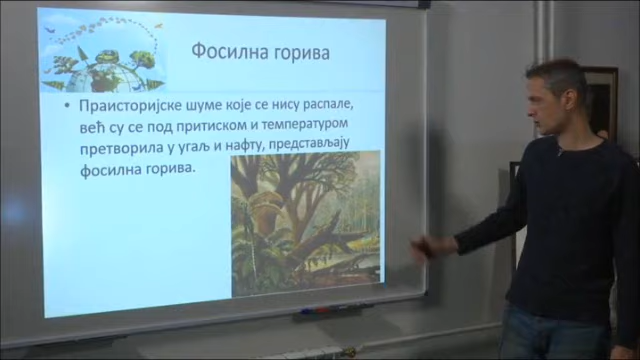 Фосилна горива
• Праисторијске шуме које се нису распале,
већ су се под притиском и температуром
претворила у угаљ и нафту, представљају
фосилна горива.